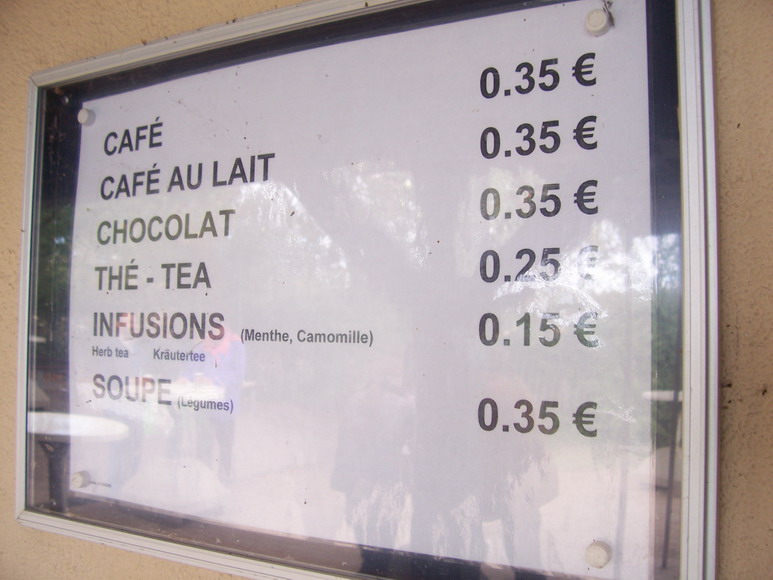 CAFÉ 0.35 €
CAFÉ AU LAIT 0.35 €
CHOCOLAT 0.35 €
THÉ - TEA 0.25 €
INFUSIONS (Menthe, Camomille) 0.15 €
Herb tea Kräutertee
SOUPE (Légumes) 0.35 €